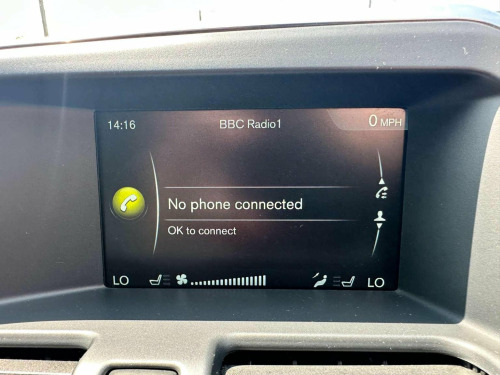 14:16 BBC Radio1 0 MPH
No phone connected
OK to connect
LO LO